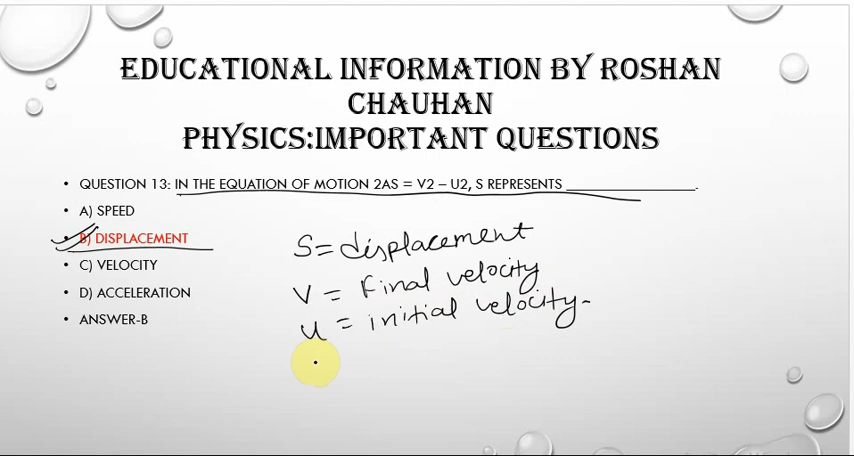 EDUCATIONAL INFORMATION BY ROSHAN
CHAUHAN
PHYSICS:IMPORTANT QUESTIONS
• QUESTION 13: IN THE EQUATION OF MOTION 2AS = V2 – U2, S REPRESENTS ___________________.
• A) SPEED
• B) DISPLACEMENT
• C) VELOCITY
• D) ACCELERATION
• ANSWER-B
S = displacement
V = Final velocity
u = initial velocity-